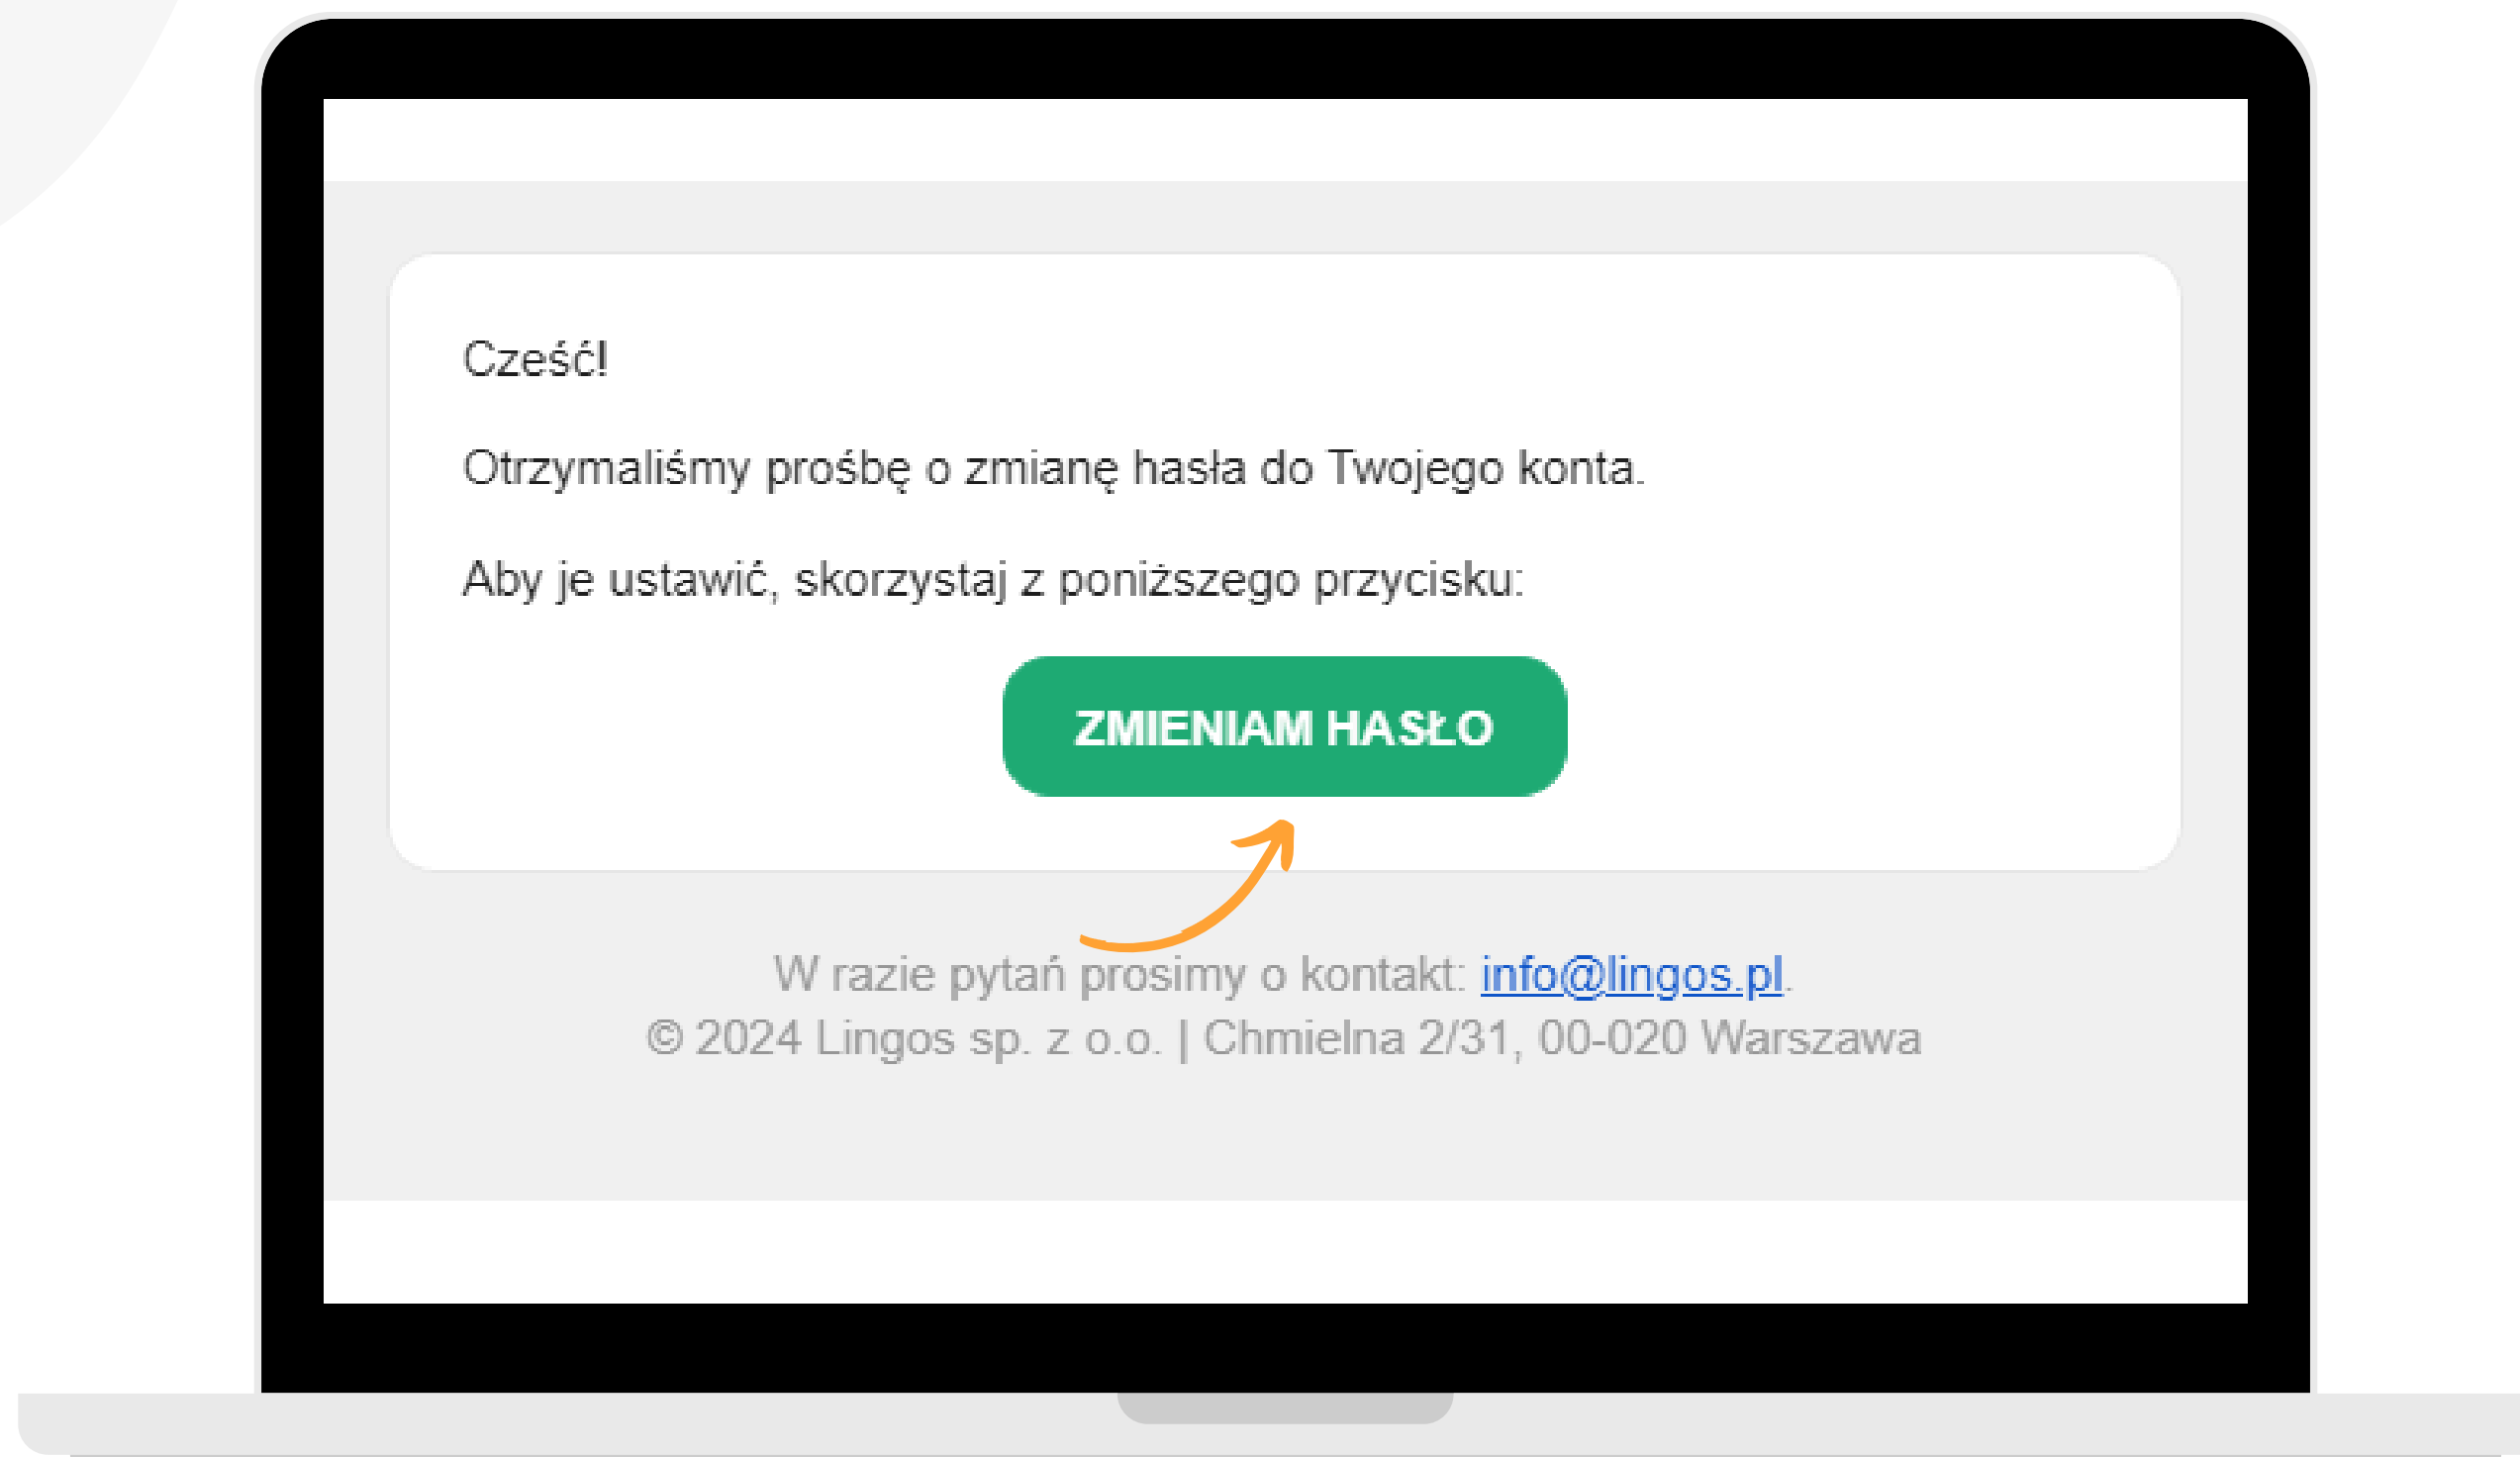 Cześć!
Otrzymaliśmy prośbę o zmianę hasła do Twojego konta.
Aby je ustawić, skorzystaj z poniższego przycisku:
ZMIENIAM HASŁO
W razie pytań prosimy o kontakt: info@lingos.pl.
© 2024 Lingos sp. z o.o. | Chmielna 2/31, 00-020 Warszawa